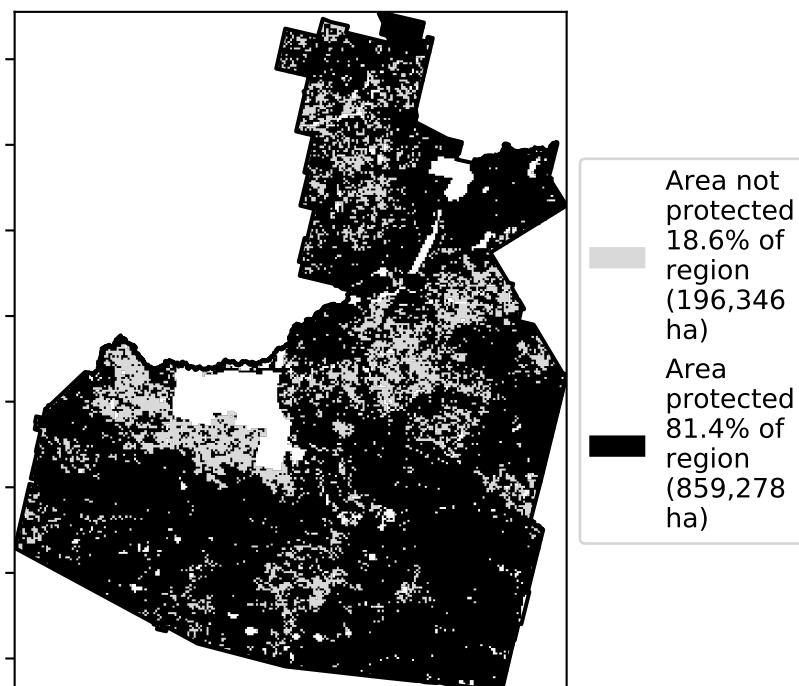 Area not
protected
18.6% of
region
(196,346
ha)
Area
protected
81.4% of
region
(859,278
ha)